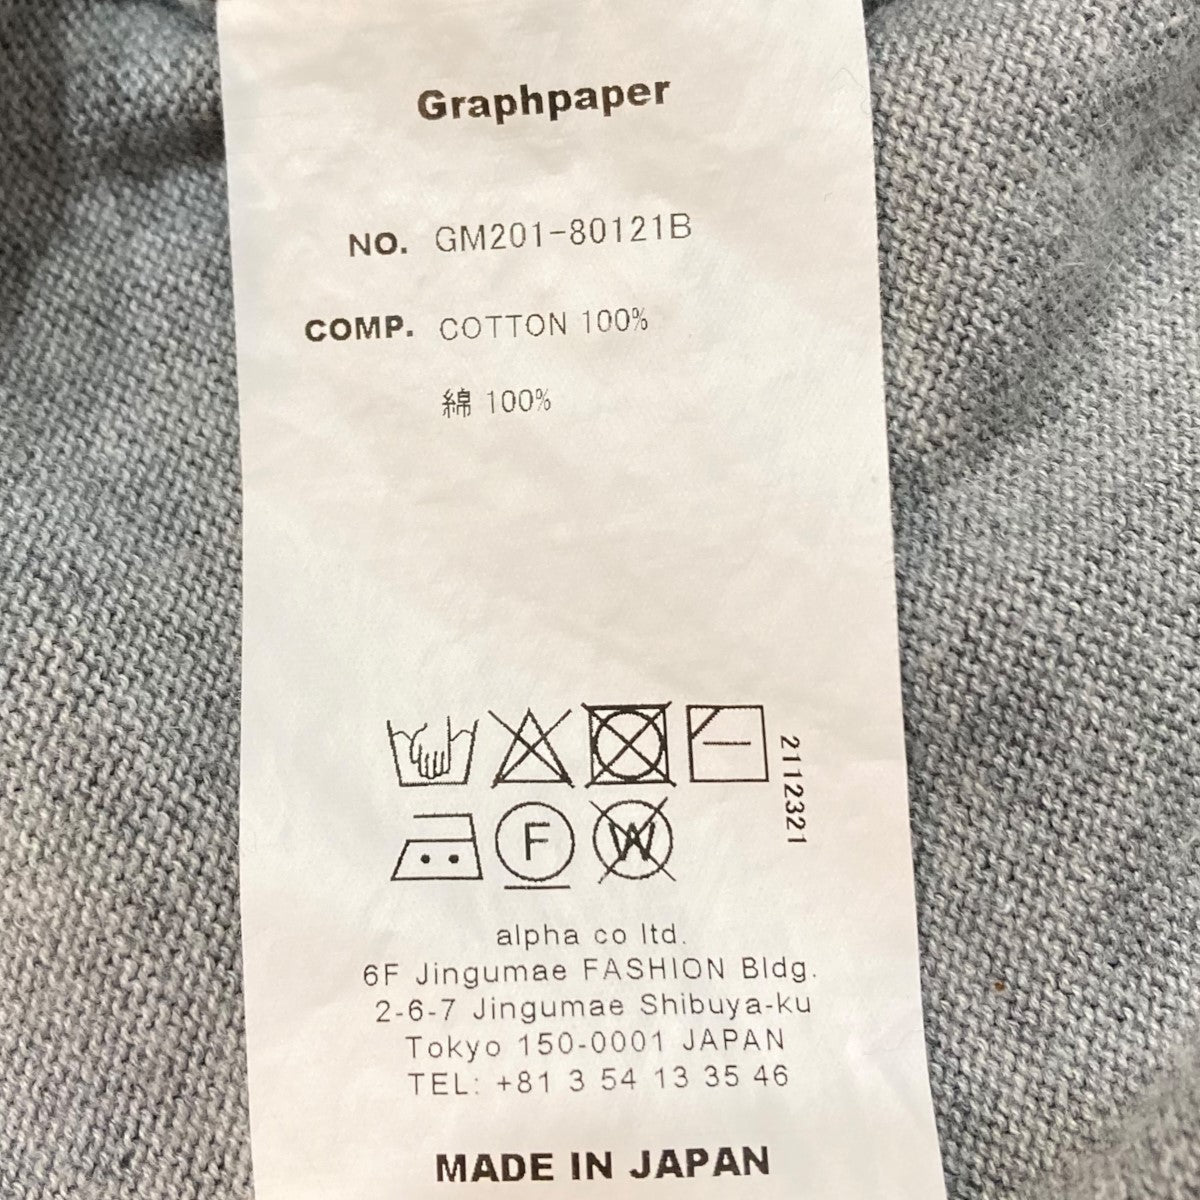 Graphpaper
NO. GM201-80121B
COMP. COTTON 100%
綿 100%
2112321
F
W
alpha co ltd.
6F Jingumae FASHION Bldg.
2-6-7 Jingumae Shibuya-ku
Tokyo 150-0001 JAPAN
TEL: +81 3 54 13 35 46
MADE IN JAPAN